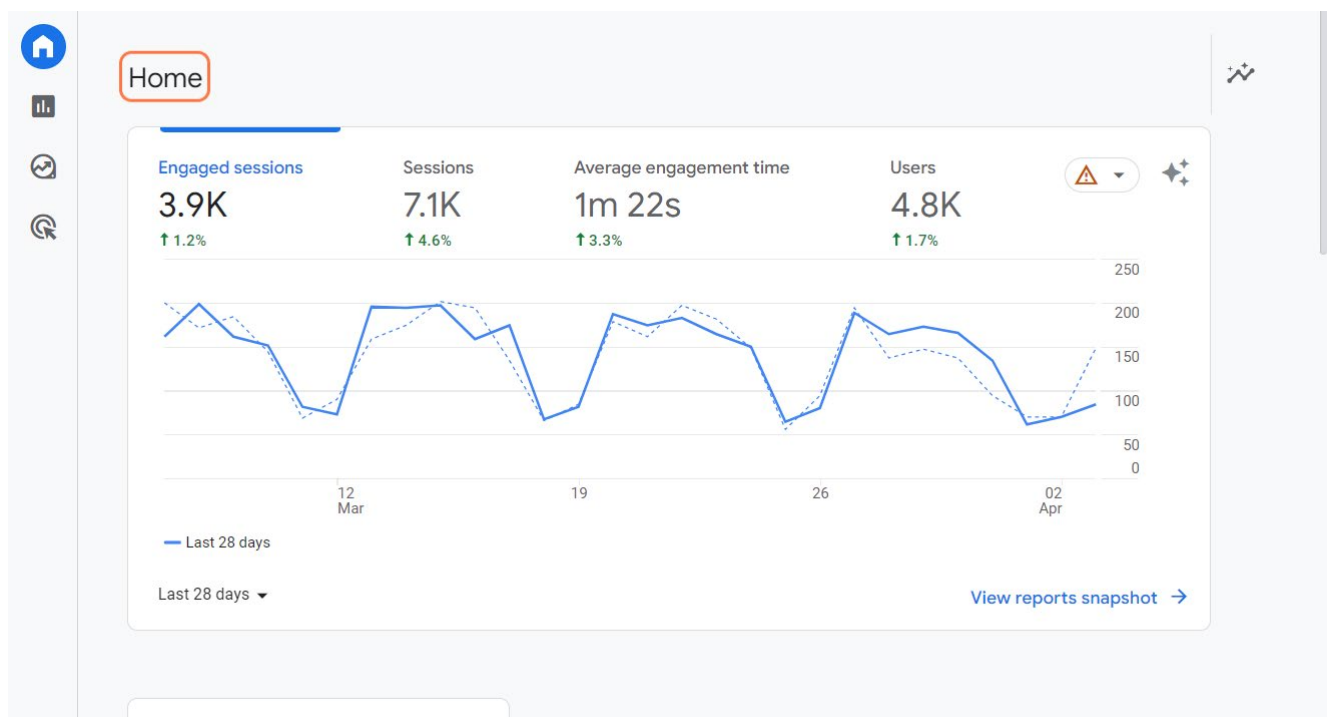 Home
Engaged sessions
3.9K
↑ 1.2%
Sessions
7.1K
↑ 4.6%
Average engagement time
1m 22s
↑ 3.3%
Users
4.8K
↑ 1.7%
250
200
150
100
50
0
12
Mar
19
26
02
Apr
Last 28 days
Last 28 days
View reports snapshot →